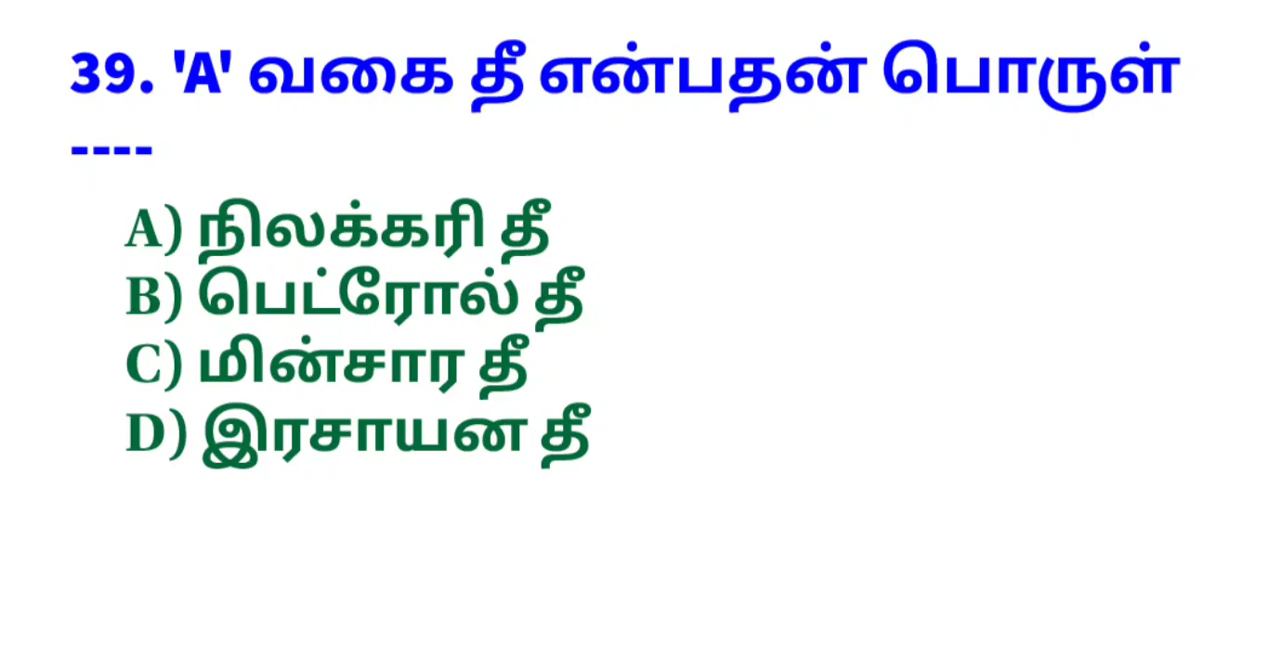 39. 'A' வகை தீ என்பதன் பொருள்
----
A) நிலக்கரி தீ
B) பெட்ரோல் தீ
C) மின்சார தீ
D) இரசாயன தீ